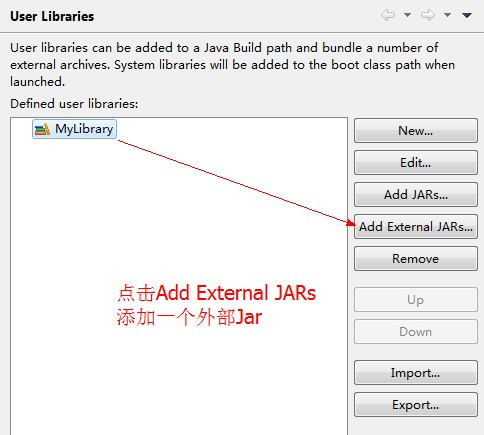 User Libraries
User libraries can be added to a Java Build path and bundle a number of
external archives. System libraries will be added to the boot class path when
launched.
Defined user libraries:
MyLibrary
New...
Edit...
Add JARs...
Add External JARs...
Remove
Up
Down
Import...
Export...
点击Add External JARs
添加一个外部Jar